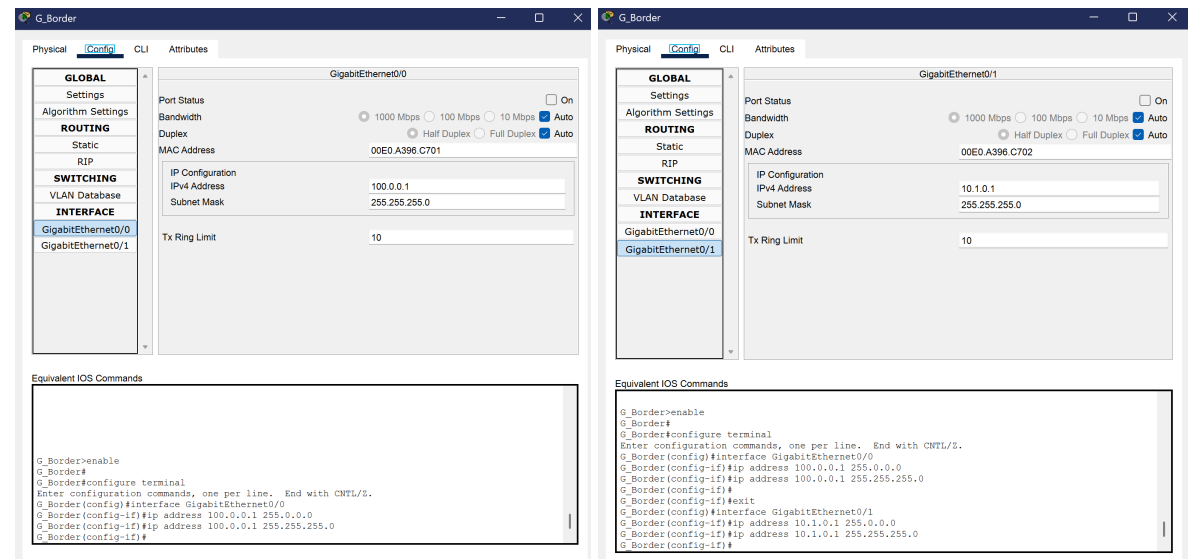 G_Border
Physical Config CLI Attributes
GLOBAL
Settings
Algorithm Settings
ROUTING
Static
RIP
SWITCHING
VLAN Database
INTERFACE
GigabitEthernet0/0
GigabitEthernet0/1
GigabitEthernet0/0
Port Status On
Bandwidth 1000 Mbps 100 Mbps 10 Mbps Auto
Duplex Half Duplex Full Duplex Auto
MAC Address 00E0.A396.C701
IP Configuration
IPv4 Address 100.0.0.1
Subnet Mask 255.255.255.0
Tx Ring Limit 10
Equivalent IOS Commands
G_Border>enable
G_Border#
G_Border#configure terminal
Enter configuration commands, one per line. End with CNTL/Z.
G_Border(config)#interface GigabitEthernet0/0
G_Border(config-if)#ip address 100.0.0.1 255.0.0.0
G_Border(config-if)#ip address 100.0.0.1 255.255.255.0
G_Border(config-if)#
G_Border
Physical Config CLI Attributes
GLOBAL
Settings
Algorithm Settings
ROUTING
Static
RIP
SWITCHING
VLAN Database
INTERFACE
GigabitEthernet0/0
GigabitEthernet0/1
GigabitEthernet0/1
Port Status On
Bandwidth 1000 Mbps 100 Mbps 10 Mbps Auto
Duplex Half Duplex Full Duplex Auto
MAC Address 00E0.A396.C702
IP Configuration
IPv4 Address 10.1.0.1
Subnet Mask 255.255.255.0
Tx Ring Limit 10
Equivalent IOS Commands
G_Border>enable
G_Border#
G_Border#configure terminal
Enter configuration commands, one per line. End with CNTL/Z.
G_Border(config)#interface GigabitEthernet0/0
G_Border(config-if)#ip address 100.0.0.1 255.0.0.0
G_Border(config-if)#ip address 100.0.0.1 255.255.255.0
G_Border(config-if)#
G_Border(config-if)#exit
G_Border(config)#interface GigabitEthernet0/1
G_Border(config-if)#ip address 10.1.0.1 255.0.0.0
G_Border(config-if)#ip address 10.1.0.1 255.255.255.0
G_Border(config-if)#